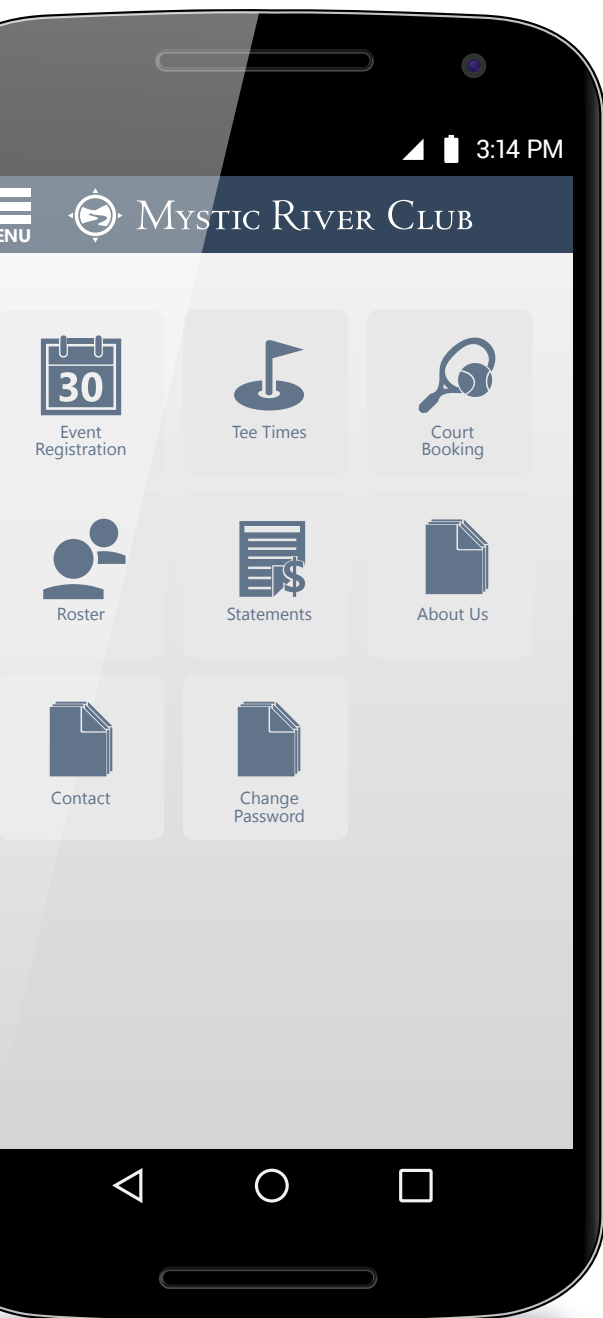 3:14 PM
ENU
Mystic River Club
30
Event
Registration
Tee Times
Court
Booking
Roster
Statements
$
About Us
Contact
Change
Password